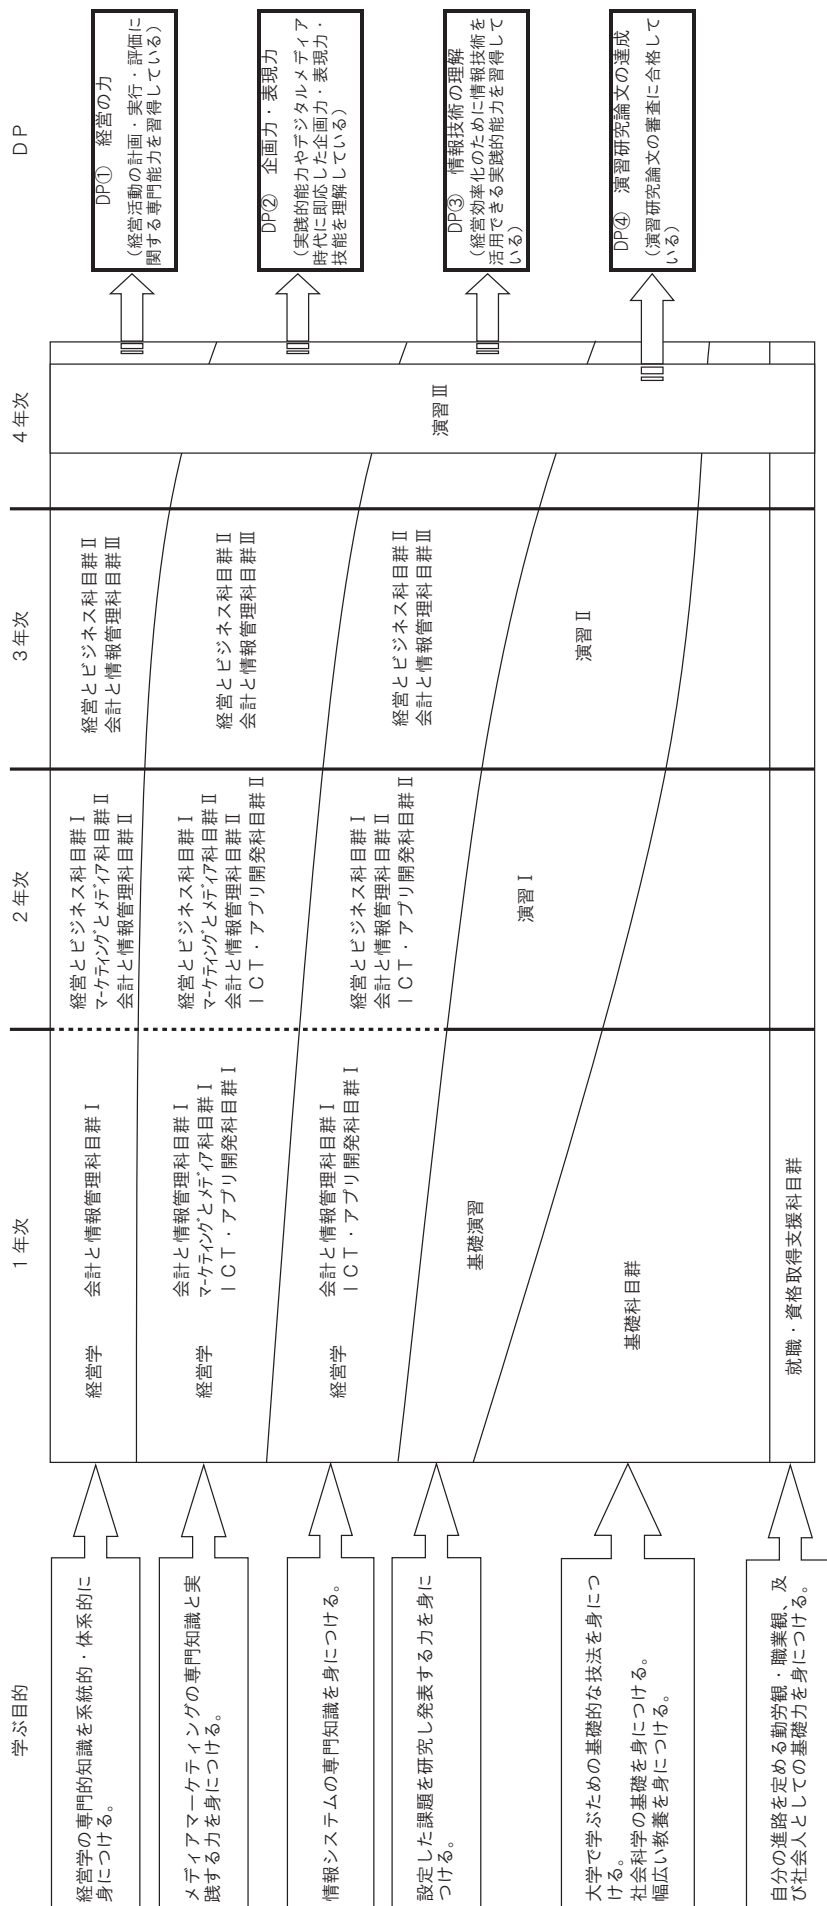 学ぶ目的
1年次
2年次
3年次
4年次
DP
経営学の専門的知識を系統的・体系的に
身につける。
経営学
会計と情報管理科目群Ⅰ
経営とビジネス科目群Ⅰ
マーケティングとメディア科目群Ⅱ
会計と情報管理科目群Ⅱ
経営とビジネス科目群Ⅱ
会計と情報管理科目群Ⅲ
DP① 経営の力
(経営活動の計画・実行・評価に
関する専門能力を習得している)
メディアマーケティングの専門知識と実
践する力を身につける。
経営学
会計と情報管理科目群Ⅰ
マーケティングとメディア科目群Ⅰ
ICT・アプリ開発科目群Ⅰ
経営とビジネス科目群Ⅰ
マーケティングとメディア科目群Ⅱ
会計と情報管理科目群Ⅱ
ICT・アプリ開発科目群Ⅱ
経営とビジネス科目群Ⅱ
会計と情報管理科目群Ⅲ
DP② 企画力・表現力
(実践的能力やデジタルメディア
時代に即応した企画力・表現力・
技能を理解している)
情報システムの専門知識を身につける。
経営学
会計と情報管理科目群Ⅰ
ICT・アプリ開発科目群Ⅰ
経営とビジネス科目群Ⅰ
会計と情報管理科目群Ⅱ
ICT・アプリ開発科目群Ⅱ
経営とビジネス科目群Ⅱ
会計と情報管理科目群Ⅲ
DP③ 情報技術の理解
(経営効率化のために情報技術を
活用できる実践的能力を習得して
いる)
設定した課題を研究し発表する力を身に
つける。
基礎演習
演習Ⅰ
演習Ⅱ
演習Ⅲ
DP④ 演習研究論文の達成
(演習研究論文の審査に合格して
いる)
大学で学ぶための基礎的な技法を身につ
ける。
社会科学の基礎を身につける。
幅広い教養を身につける。
基礎科目群
自分の進路を定める勤労観・職業観、及
び社会人としての基礎力を身につける。
就職・資格取得支援科目群